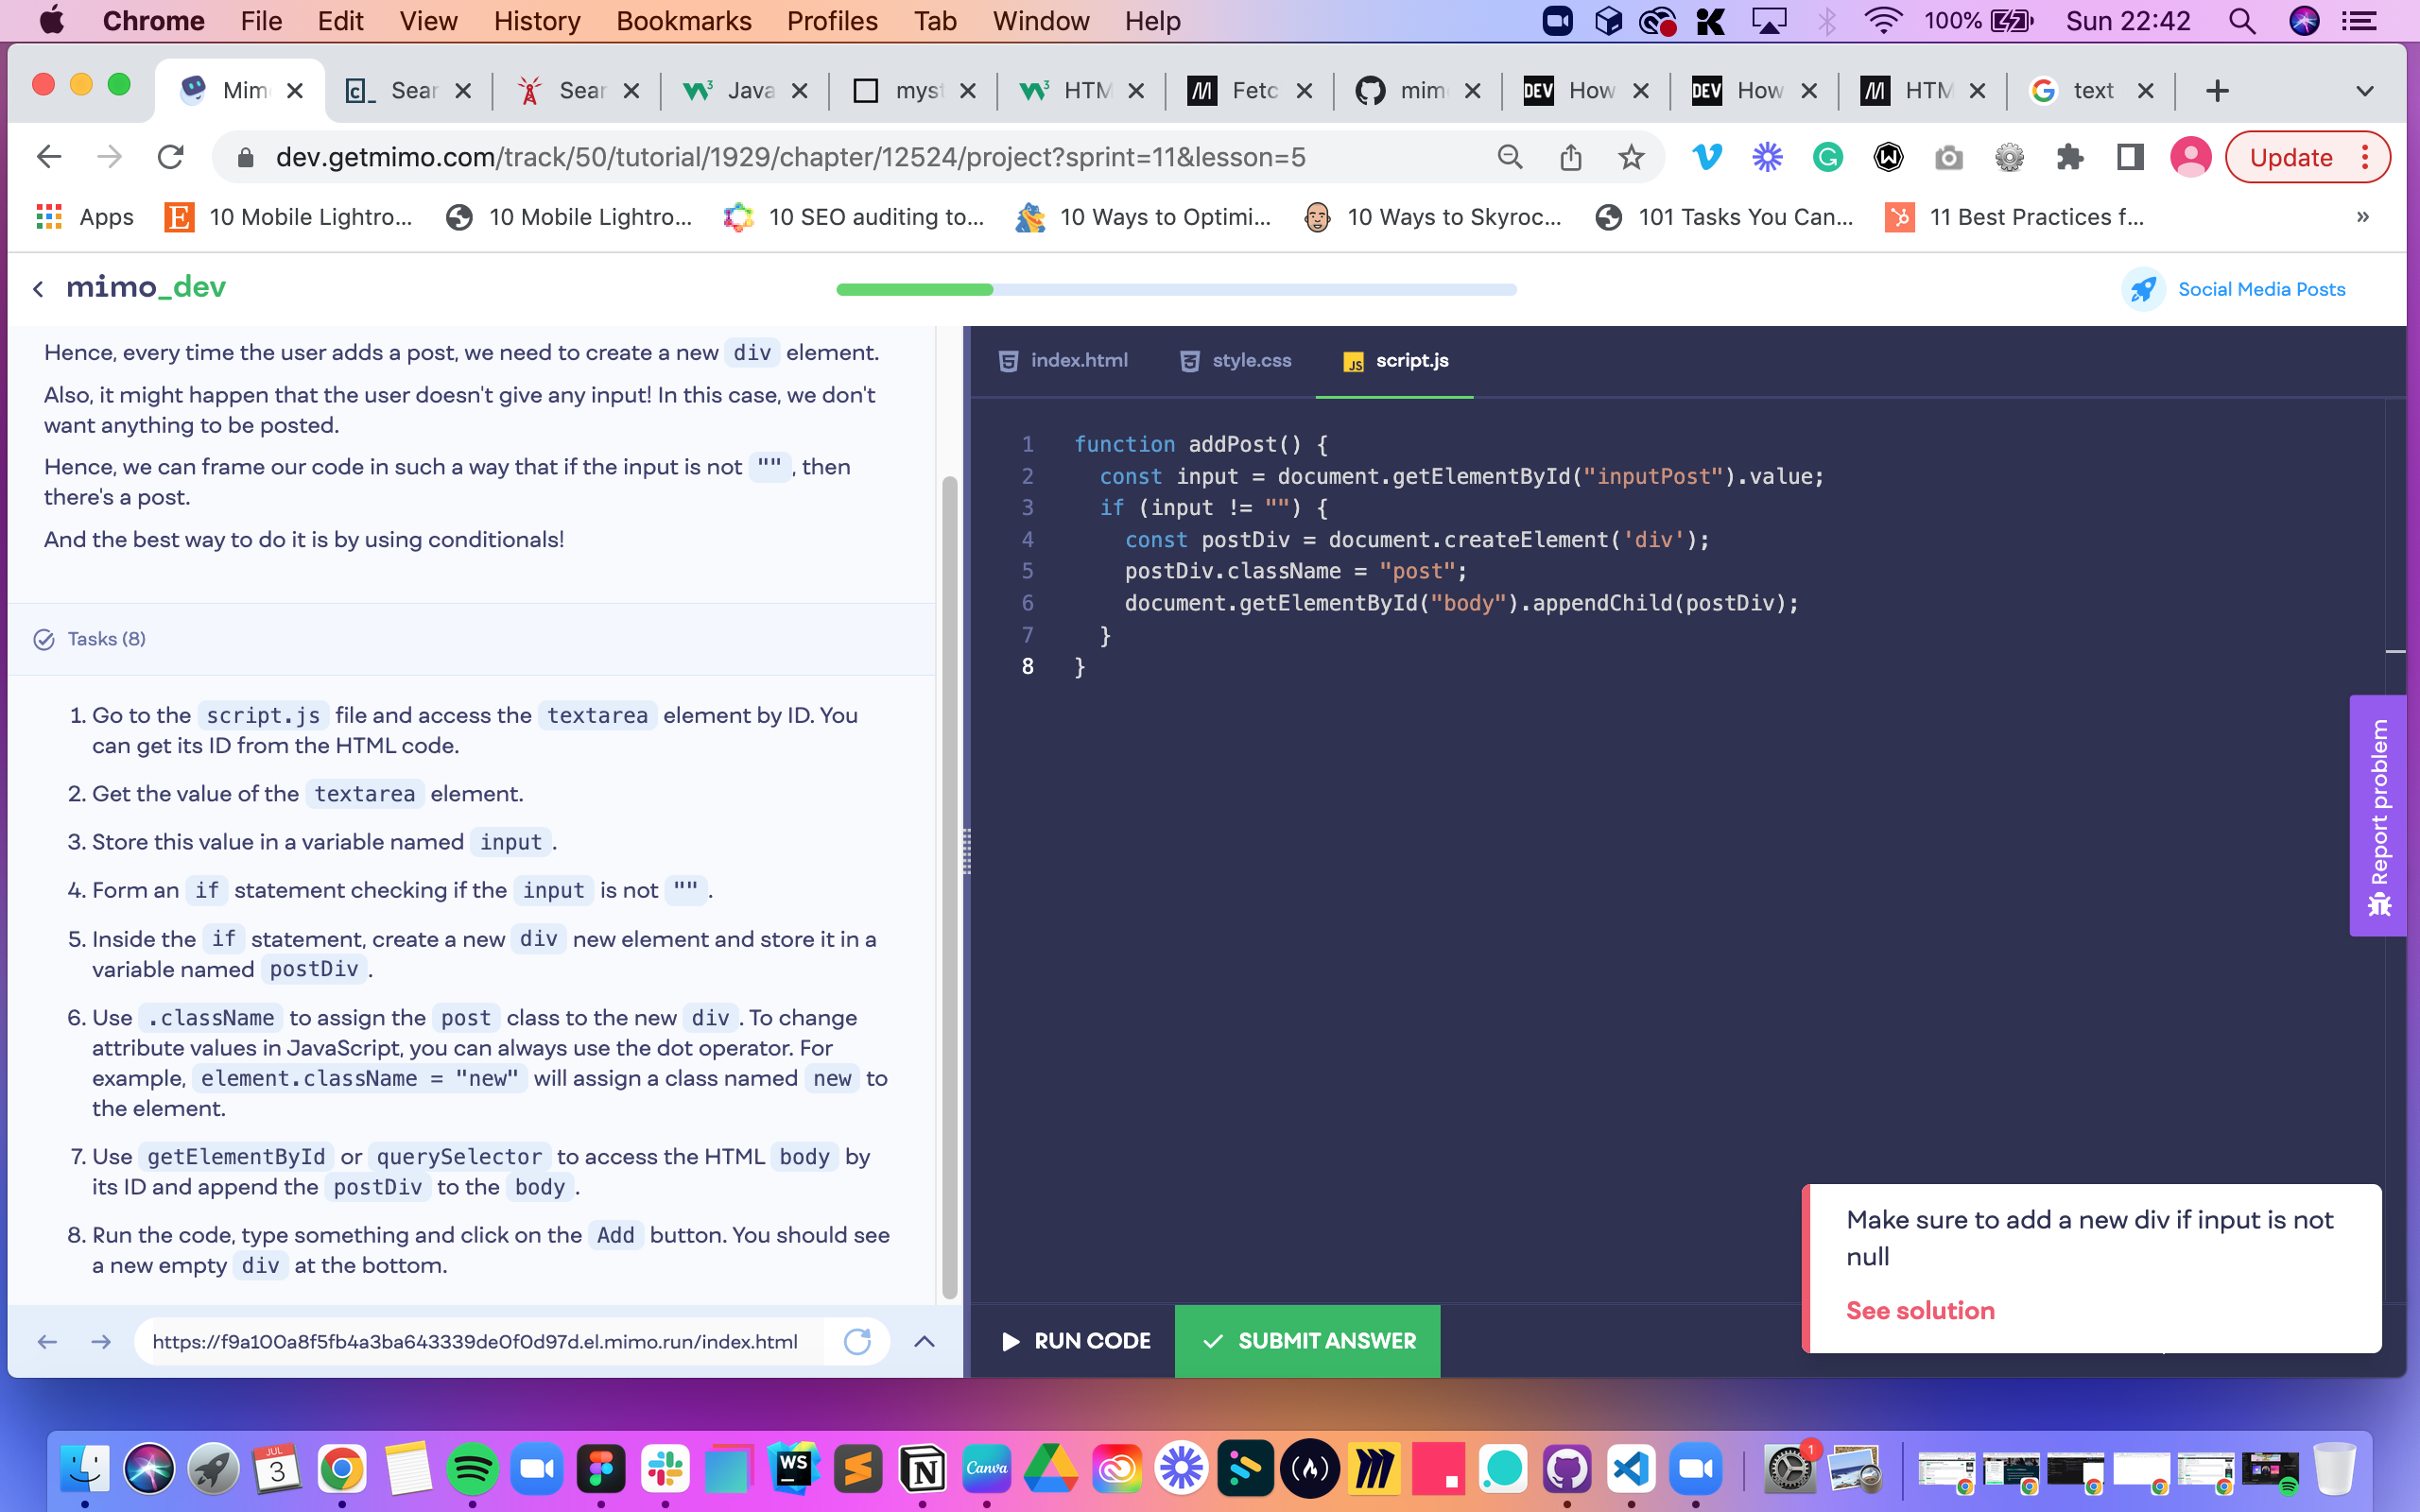 Chrome File Edit View History Bookmarks Profiles Tab Window Help 100% Sun 22:42
Mim Sear Sear Java myst HTM Fetc mim How How HTM text
dev.getmimo.com/track/50/tutorial/1929/chapter/12524/project?sprint=11&lesson=5 Update
Apps 10 Mobile Lightro... 10 Mobile Lightro... 10 SEO auditing to... 10 Ways to Optimi... 10 Ways to Skyroc... 101 Tasks You Can... 11 Best Practices f... »
mimo_dev Social Media Posts
Hence, every time the user adds a post, we need to create a new div element.
Also, it might happen that the user doesn't give any input! In this case, we don't
want anything to be posted.
Hence, we can frame our code in such a way that if the input is not "", then
there's a post.
And the best way to do it is by using conditionals!
Tasks (8)
1. Go to the script.js file and access the textarea element by ID. You
can get its ID from the HTML code.
2. Get the value of the textarea element.
3. Store this value in a variable named input.
4. Form an if statement checking if the input is not "".
5. Inside the if statement, create a new div new element and store it in a
variable named postDiv.
6. Use .className to assign the post class to the new div. To change
attribute values in JavaScript, you can always use the dot operator. For
example, element.className = "new" will assign a class named new to
the element.
7. Use getElementById or querySelector to access the HTML body by
its ID and append the postDiv to the body.
8. Run the code, type something and click on the Add button. You should see
a new empty div at the bottom.
https://f9a100a8f5fb4a3ba643339de0f0d97d.el.mimo.run/index.html
index.html style.css JS script.js
1 function addPost() {
2 const input = document.getElementById("inputPost").value;
3 if (input != "") {
4 const postDiv = document.createElement('div');
5 postDiv.className = "post";
6 document.getElementById("body").appendChild(postDiv);
7 }
8 }
Report problem
Make sure to add a new div if input is not
null
See solution
RUN CODE SUBMIT ANSWER
JUL 3 WS Canva 1